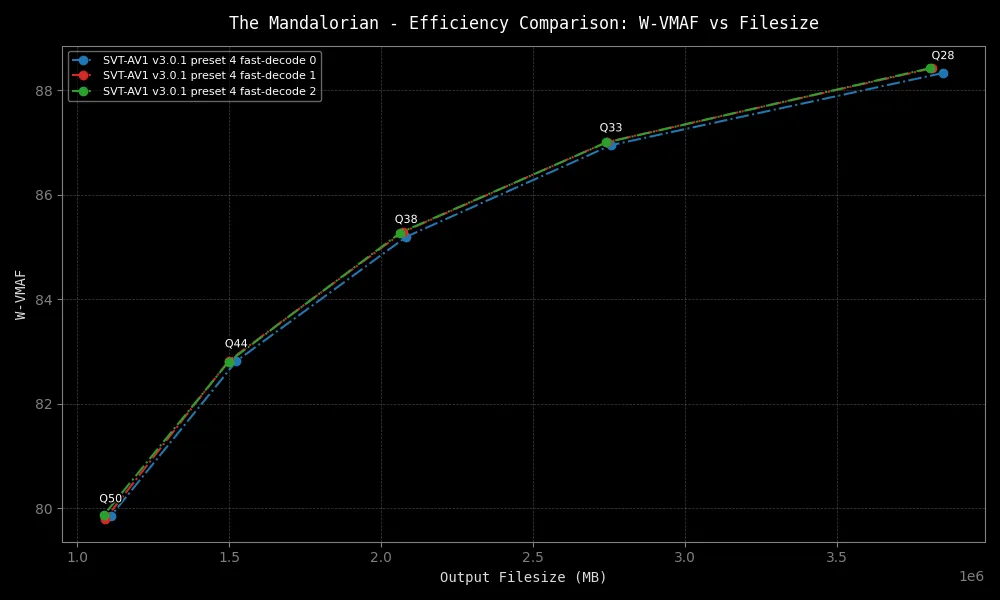 The Mandalorian - Efficiency Comparison: W-VMAF vs Filesize
SVT-AV1 v3.0.1 preset 4 fast-decode 0
SVT-AV1 v3.0.1 preset 4 fast-decode 1
SVT-AV1 v3.0.1 preset 4 fast-decode 2
Q28
88
Q33
86
Q38
W-VMAF
84
Q44
82
Q50
80
1.0 1.5 2.0 2.5 3.0 3.5
1e6
Output Filesize (MB)